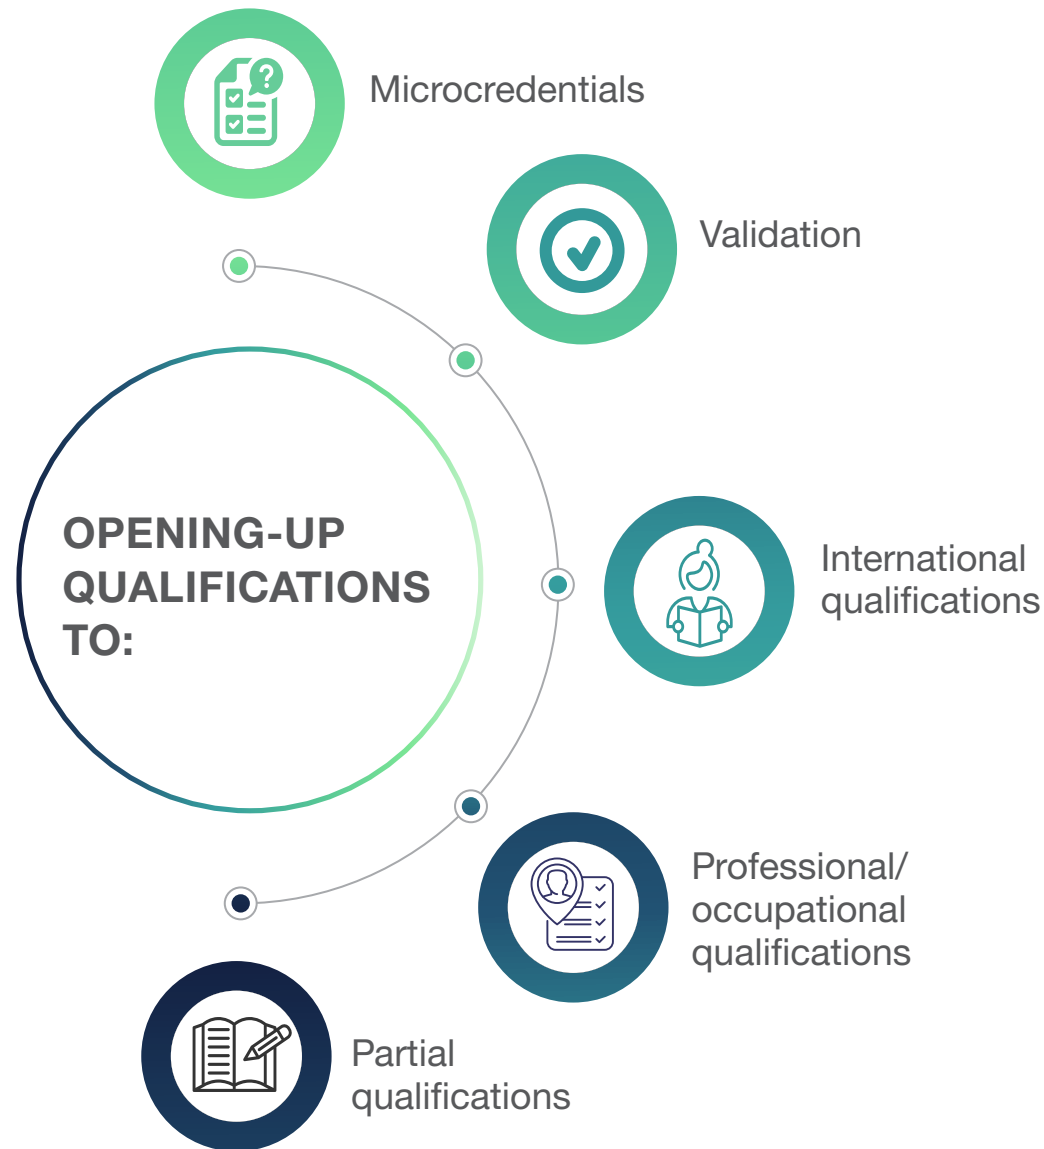 Microcredentials
Validation
OPENING-UP
QUALIFICATIONS
TO:
International
qualifications
Professional/
occupational
qualifications
Partial
qualifications